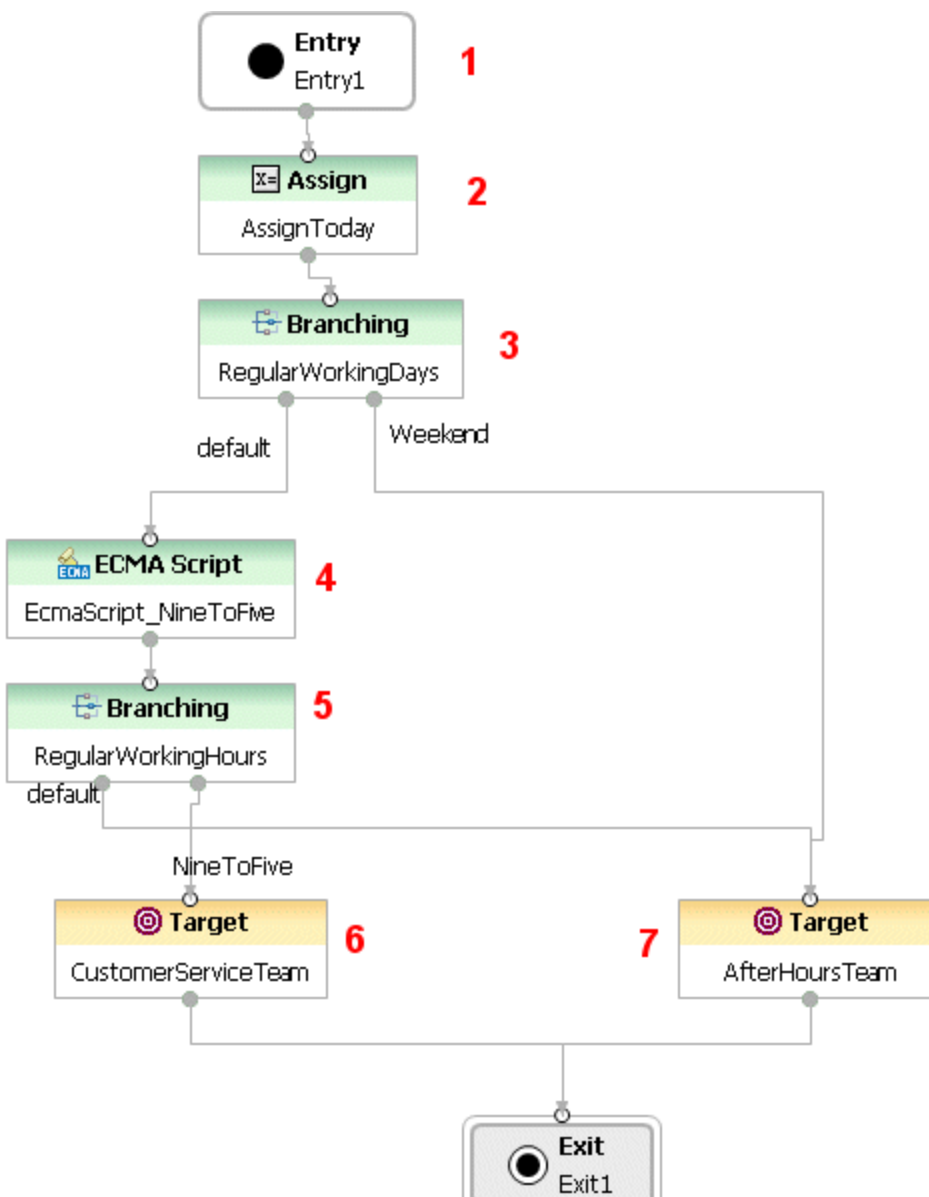 Entry
Entry1
1
X= Assign
AssignToday
2
Branching
RegularWorkingDays
3
default
Weekend
ECMA ECMA Script
EcmaScript_NineToFive
4
Branching
RegularWorkingHours
5
default
NineToFive
Target
CustomerServiceTeam
6
7
Target
AfterHoursTeam
Exit
Exit1